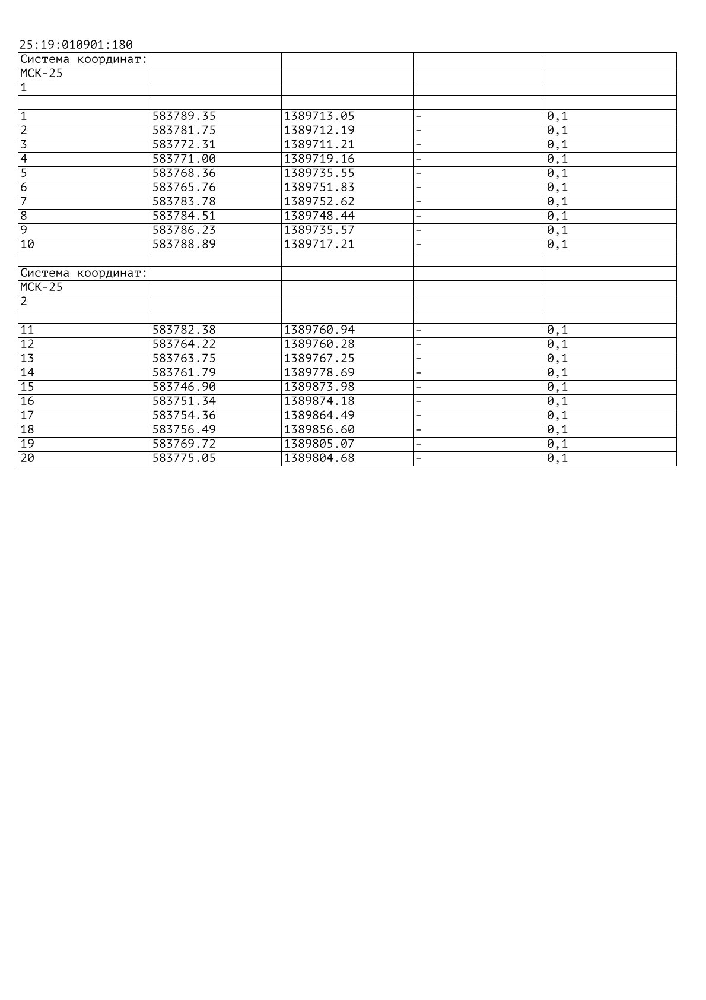 25:19:010901:180
Система координат:
МСК-25
1
1 583789.35 1389713.05 - 0,1
2 583781.75 1389712.19 - 0,1
3 583772.31 1389711.21 - 0,1
4 583771.00 1389719.16 - 0,1
5 583768.36 1389735.55 - 0,1
6 583765.76 1389751.83 - 0,1
7 583783.78 1389752.62 - 0,1
8 583784.51 1389748.44 - 0,1
9 583786.23 1389735.57 - 0,1
10 583788.89 1389717.21 - 0,1
Система координат:
МСК-25
2
11 583782.38 1389760.94 - 0,1
12 583764.22 1389760.28 - 0,1
13 583763.75 1389767.25 - 0,1
14 583761.79 1389778.69 - 0,1
15 583746.90 1389873.98 - 0,1
16 583751.34 1389874.18 - 0,1
17 583754.36 1389864.49 - 0,1
18 583756.49 1389856.60 - 0,1
19 583769.72 1389805.07 - 0,1
20 583775.05 1389804.68 - 0,1